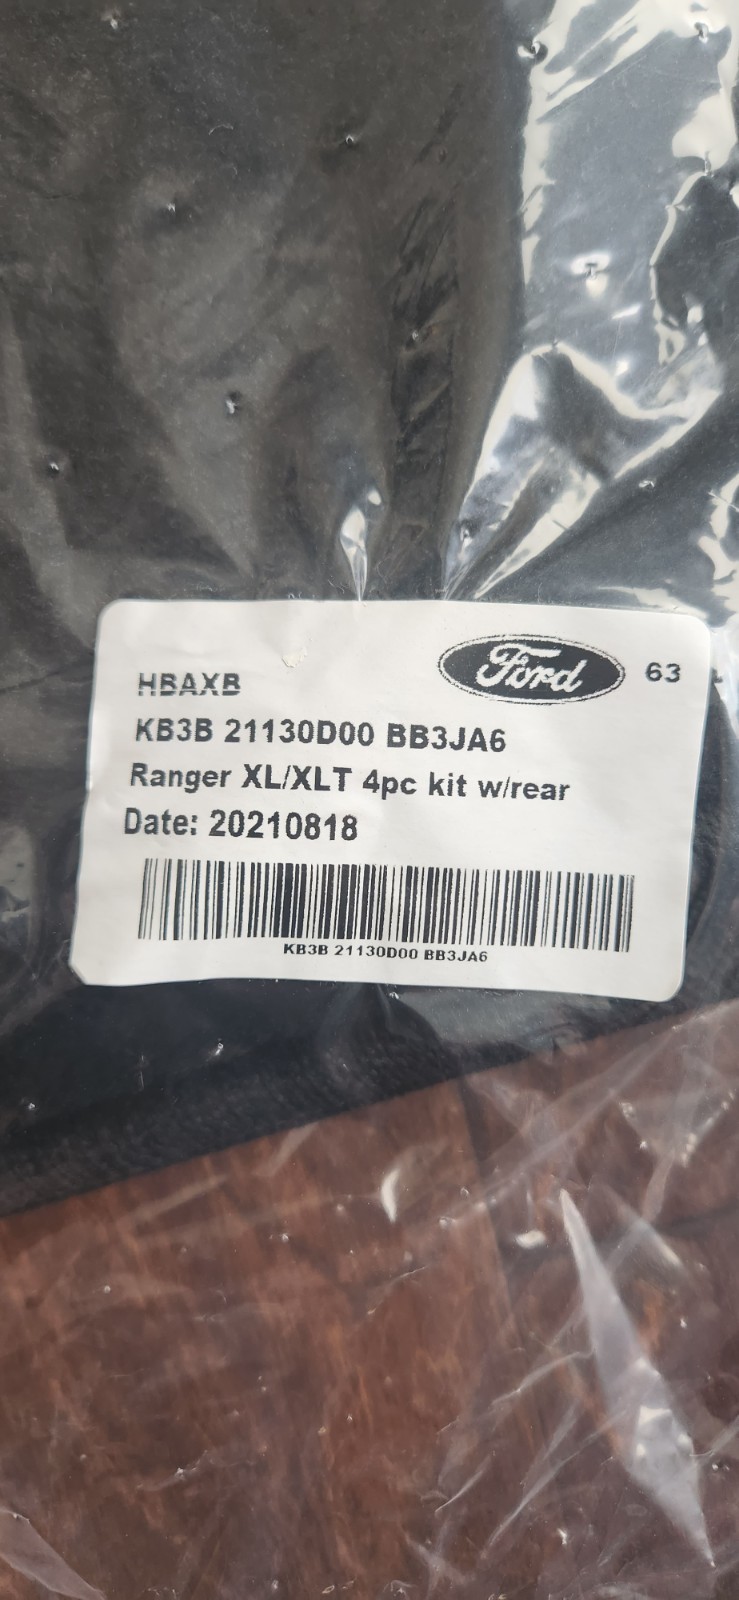 HBAXB
Ford
63
KB3B 21130D00 BB3JA6
Ranger XL/XLT 4pc kit w/rear
Date: 20210818
KB3B 21130D00 BB3JA6